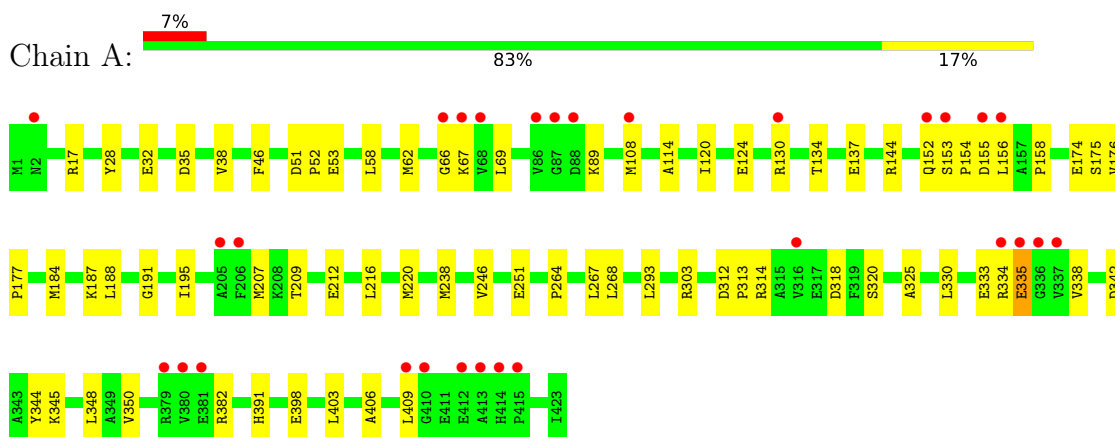 7%
Chain A:
83% 17%
M1 N2 R17 Y28 E32 D35 V38 F46 D51 P52 E53 L58 M62 G66 K67 V68 L69 V86 G87 D88 K89 M108 A114 I120 E124 R130 T134 E137 R144 Q152 S153 P154 D155 L156 A157 P158 E174 S175 V176
P177 M184 K187 L188 G191 I195 A205 F206 M207 K208 T209 E212 L216 M220 M238 V246 E251 P264 L267 L268 L293 R303 D312 P313 R314 A315 V316 E317 D318 F319 S320 A325 L330 E333 R334 E335 G336 V337 V338 D342
A343 Y344 K345 L348 A349 V350 R379 V380 E381 R382 H391 E398 L403 A406 L409 G410 E411 E412 A413 H414 P415 I423